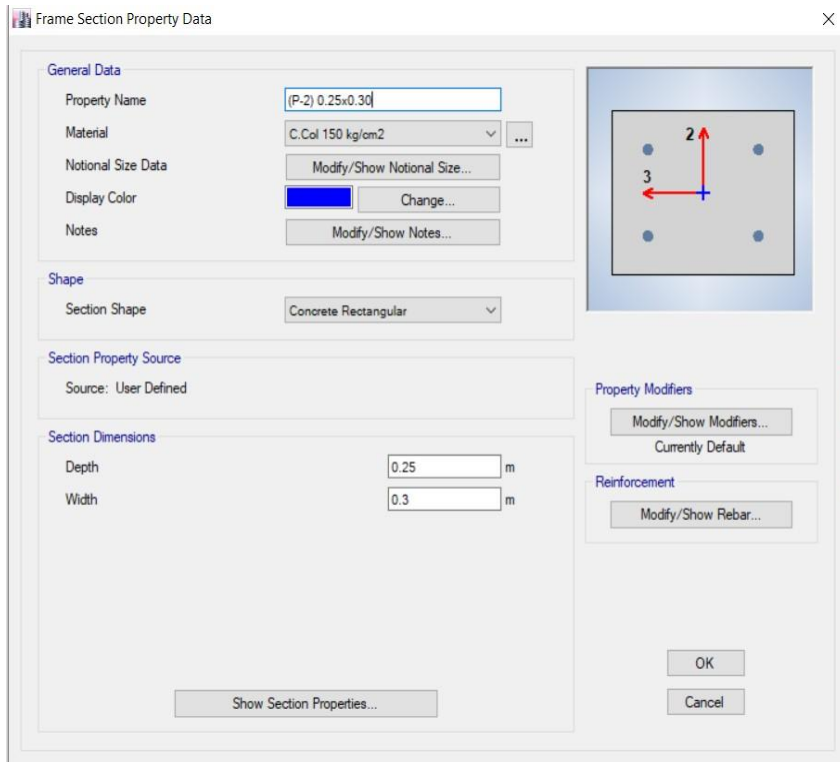 Frame Section Property Data
General Data
Property Name (P-2) 0.25x0.30
Material C.Col 150 kg/cm2 ...
Notional Size Data Modify/Show Notional Size...
Display Color Change...
Notes Modify/Show Notes...
2
3
Shape
Section Shape Concrete Rectangular
Section Property Source
Source: User Defined
Property Modifiers
Modify/Show Modifiers...
Currently Default
Section Dimensions
Depth 0.25 m
Width 0.3 m
Reinforcement
Modify/Show Rebar...
Show Section Properties...
OK
Cancel